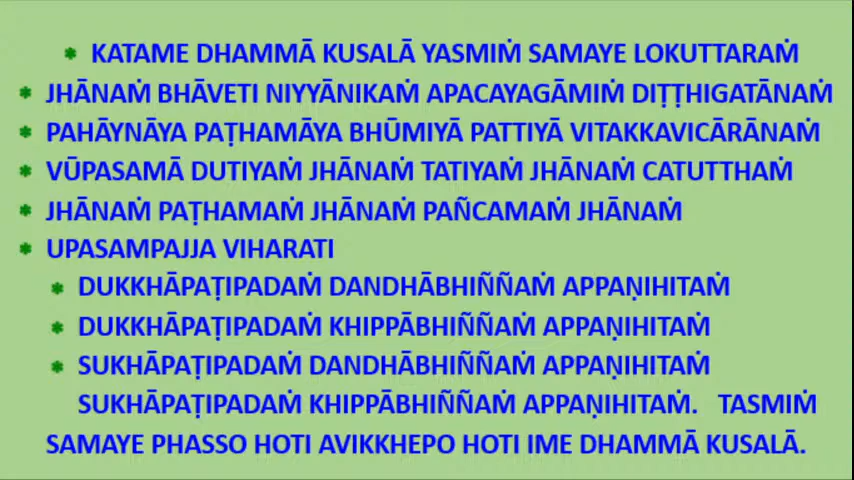 KATAME DHAMMĀ KUSALĀ YASMIṀ SAMAYE LOKUTTARAṀ
JHĀNAṀ BHĀVETI NIYYĀNIKAṀ APACAYAGĀMIṀ DIṬṬHIGATĀNAṀ
PAHĀYNĀYA PAṬHAMĀYA BHŪMIYĀ PATTIYĀ VITAKKAVICĀRĀNAṀ
VŪPASAMĀ DUTIYAṀ JHĀNAṀ TATIYAṀ JHĀNAṀ CATUTTHAṀ
JHĀNAṀ PAṬHAMAṀ JHĀNAṀ PAÑCAMAṀ JHĀNAṀ
UPASAMPAJJA VIHARATI
DUKKHĀPAṬIPADAṀ DANDHĀBHIÑÑAṀ APPAṆIHITAṀ
DUKKHĀPAṬIPADAṀ KHIPPĀBHIÑÑAṀ APPAṆIHITAṀ
SUKHĀPAṬIPADAṀ DANDHĀBHIÑÑAṀ APPAṆIHITAṀ
SUKHĀPAṬIPADAṀ KHIPPĀBHIÑÑAṀ APPAṆIHITAṀ. TASMIṀ
SAMAYE PHASSO HOTI AVIKKHEPO HOTI IME DHAMMĀ KUSALĀ.